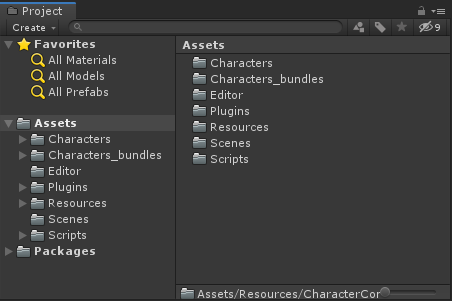 Project
Create
9
Favorites
All Materials
All Models
All Prefabs
Assets
Characters
Characters_bundles
Editor
Plugins
Resources
Scenes
Scripts
Packages
Assets
Characters
Characters_bundles
Editor
Plugins
Resources
Scenes
Scripts
Assets/Resources/CharacterCor